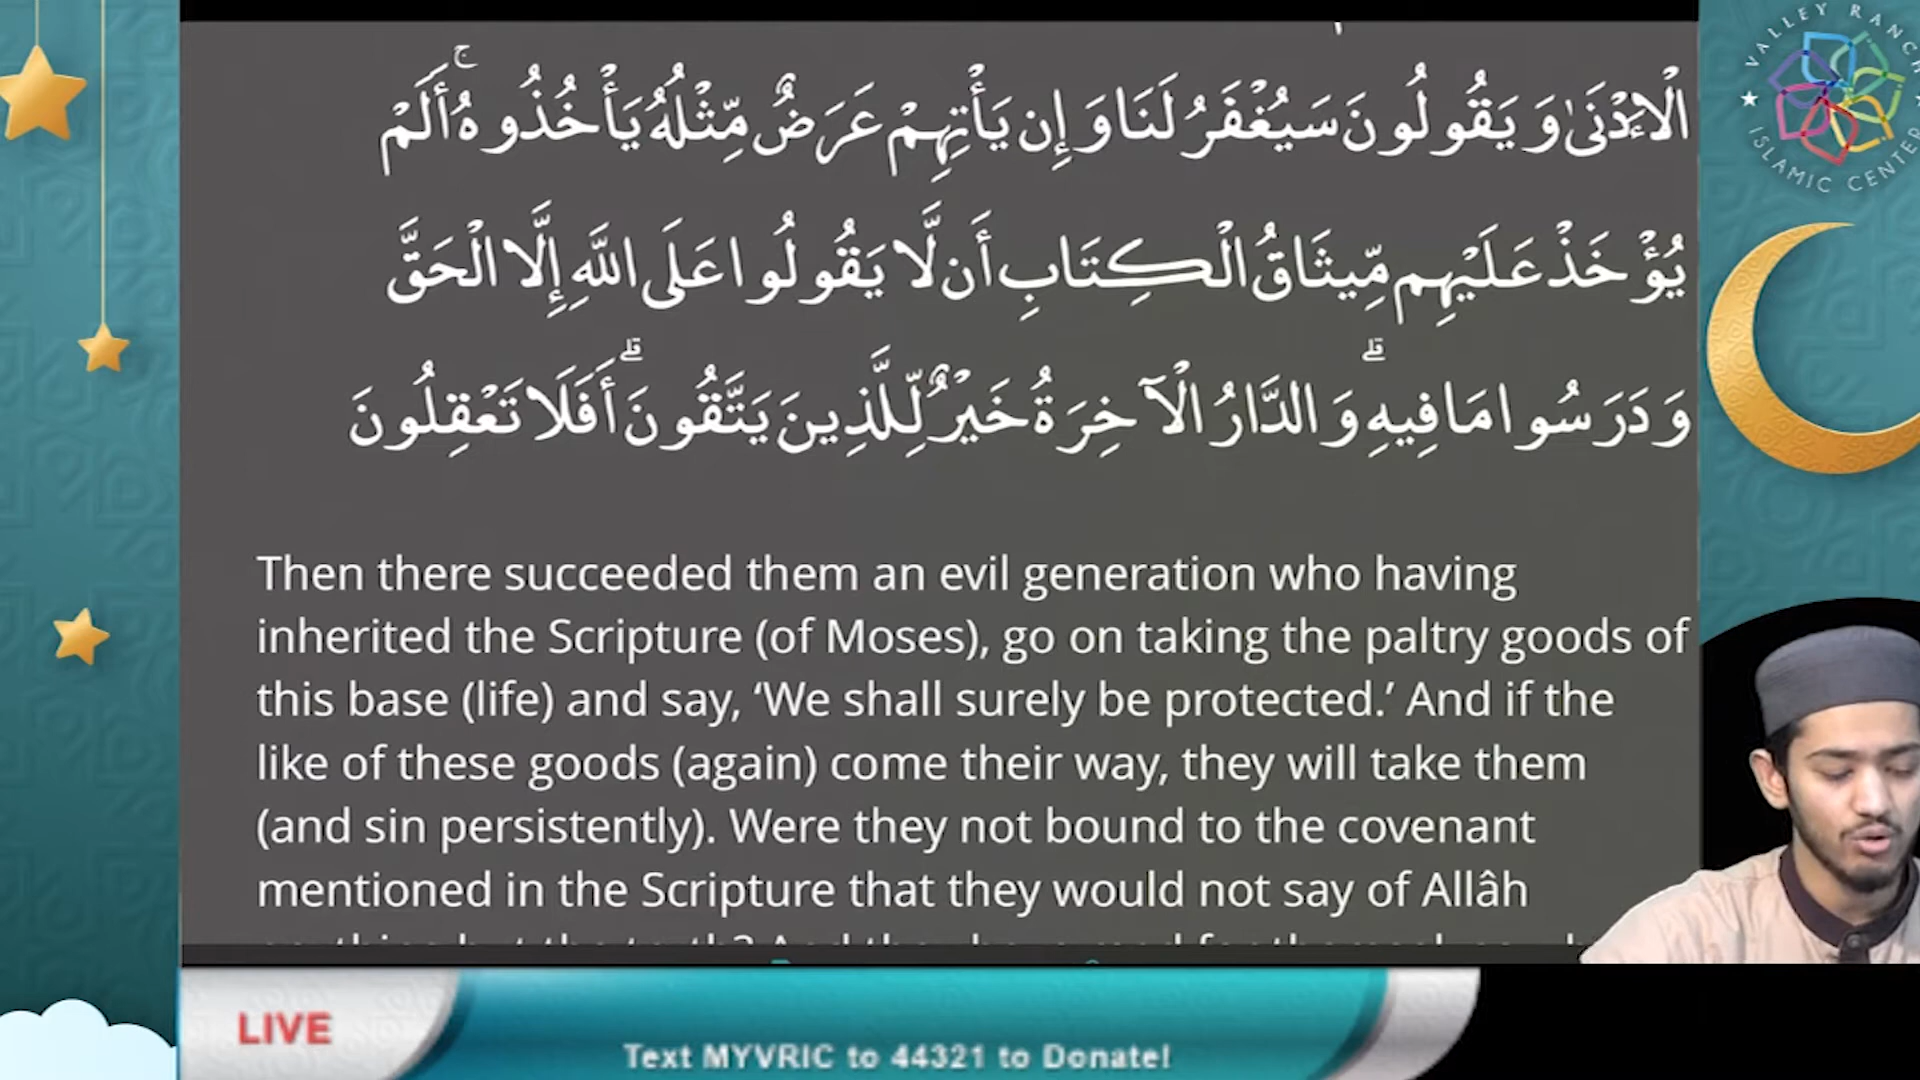 الْأَدْنَىٰ وَيَقُولُونَ سَيُغْفَرُ لَنَا وَإِن يَأْتِهِمْ عَرَضٌ مِّثْلُهُ يَأْخُذُوهُ ۚ أَلَمْ
يُؤْخَذْ عَلَيْهِم مِّيثَاقُ الْكِتَابِ أَن لَّا يَقُولُوا عَلَى اللَّهِ إِلَّا الْحَقَّ
وَدَرَسُوا مَا فِيهِ ۗ وَالدَّارُ الْآخِرَةُ خَيْرٌ لِّلَّذِينَ يَتَّقُونَ ۗ أَفَلَا تَعْقِلُونَ
Then there succeeded them an evil generation who having
inherited the Scripture (of Moses), go on taking the paltry goods of
this base (life) and say, ‘We shall surely be protected.’ And if the
like of these goods (again) come their way, they will take them
(and sin persistently). Were they not bound to the covenant
mentioned in the Scripture that they would not say of Allâh
VALLEY RANCH
ISLAMIC CENTER
LIVE
Text MYVRIC to 44321 to Donate!